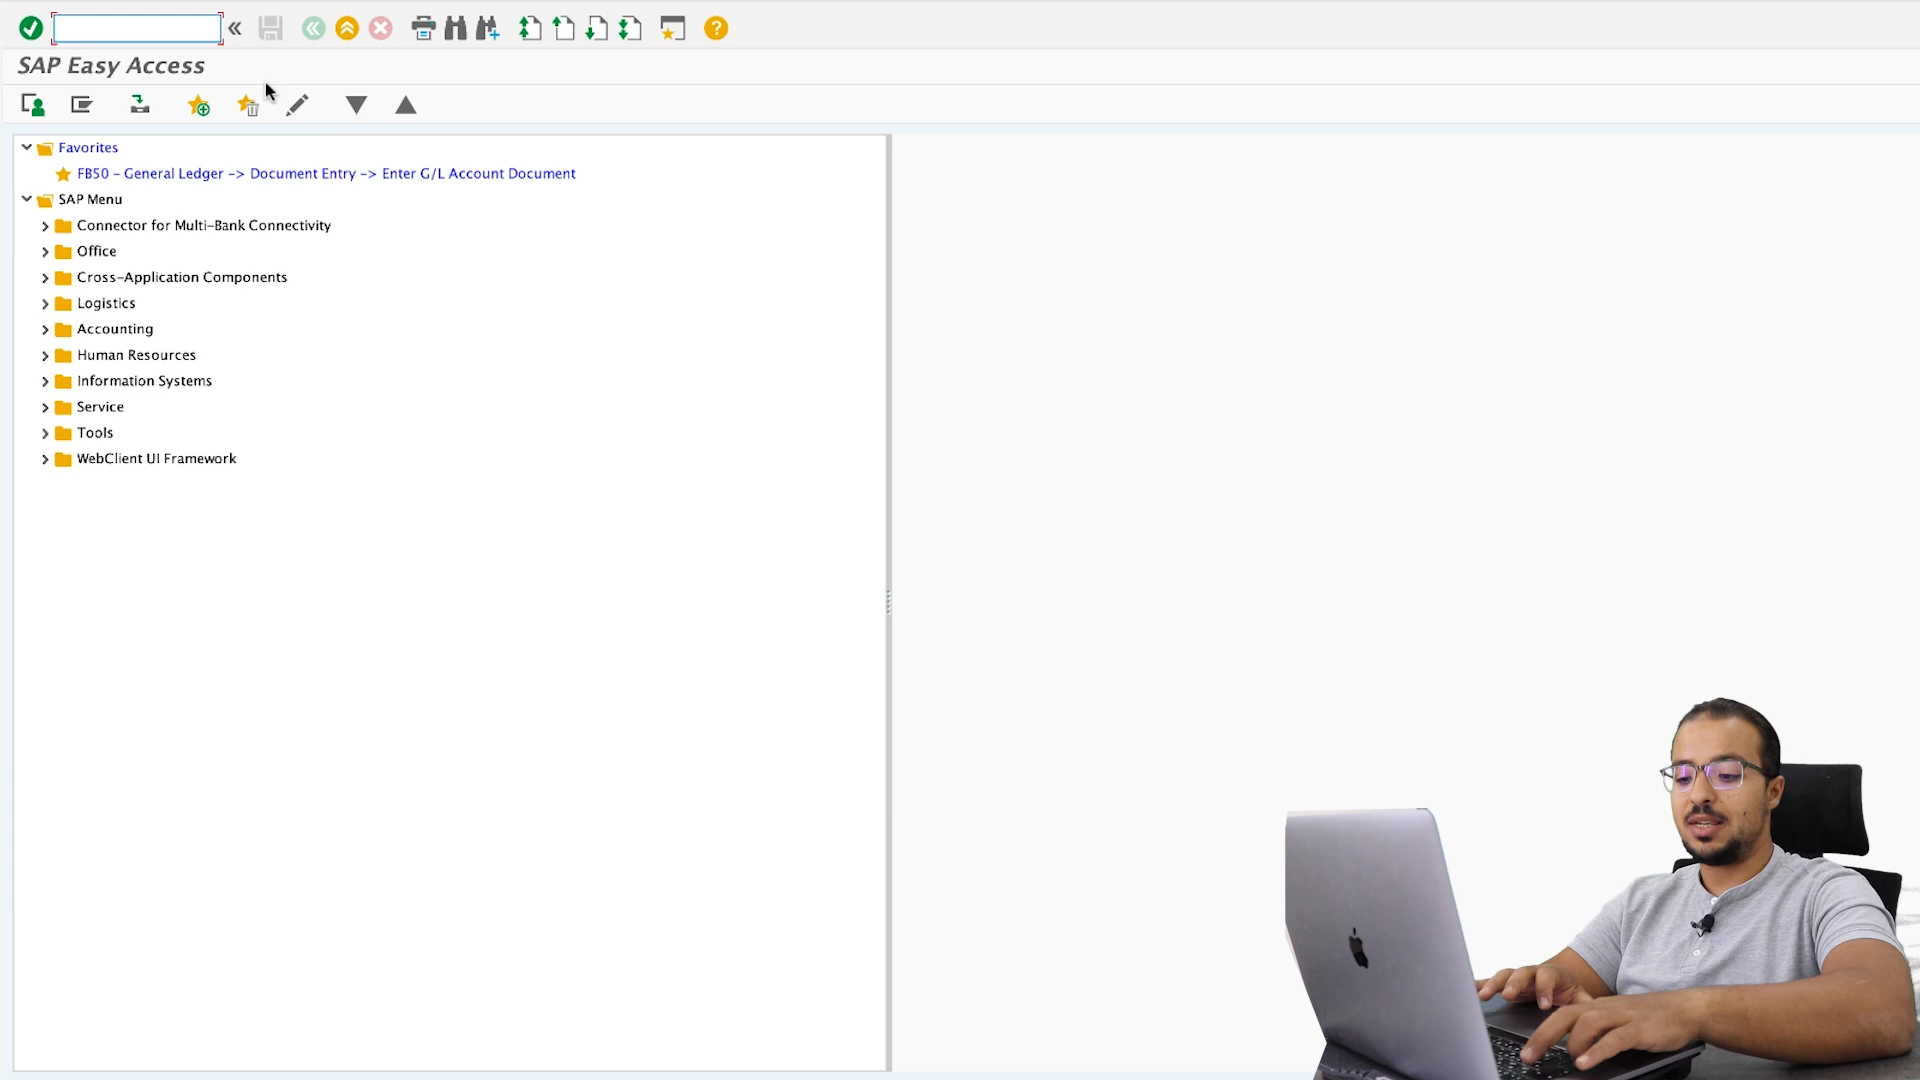 SAP Easy Access
Favorites
FB50 - General Ledger -> Document Entry -> Enter G/L Account Document
SAP Menu
Connector for Multi-Bank Connectivity
Office
Cross-Application Components
Logistics
Accounting
Human Resources
Information Systems
Service
Tools
WebClient UI Framework